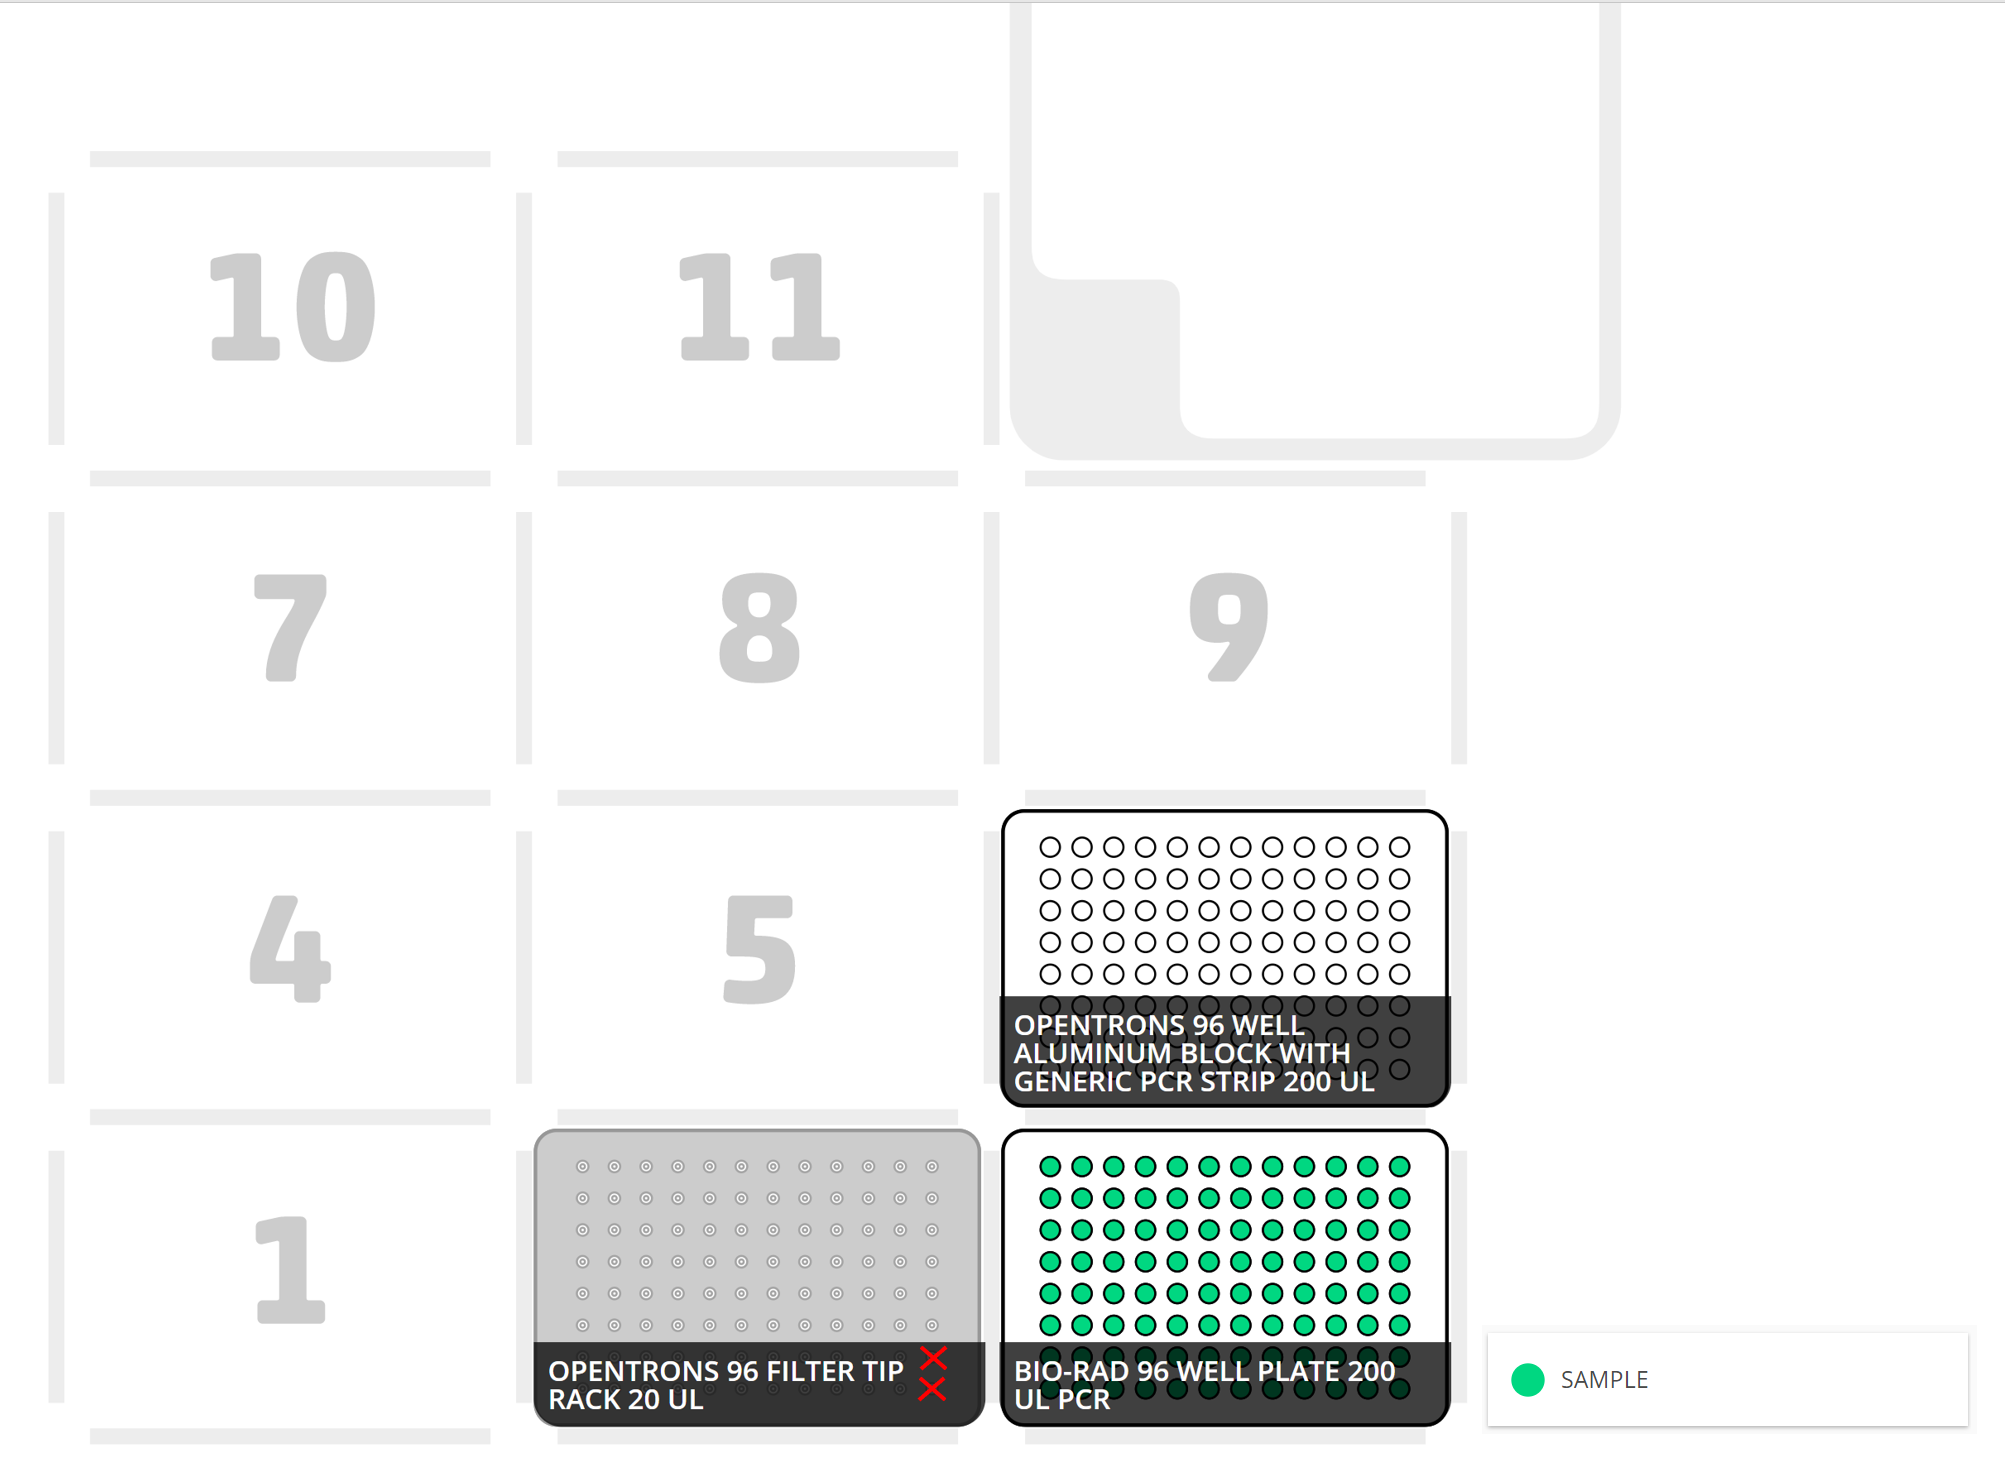 10
11
7
8
9
4
5
OPENTRONS 96 WELL
ALUMINUM BLOCK WITH
GENERIC PCR STRIP 200 UL
1
OPENTRONS 96 FILTER TIP
RACK 20 UL
BIO-RAD 96 WELL PLATE 200
UL PCR
SAMPLE